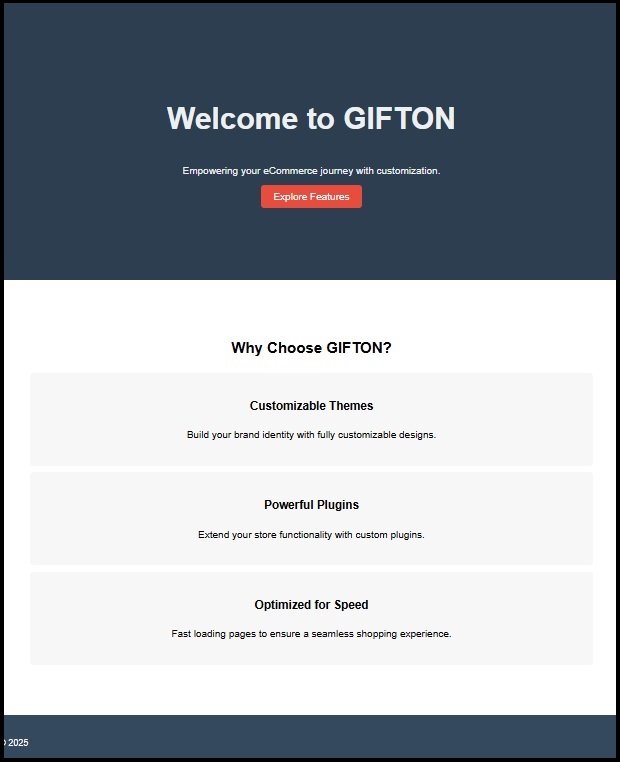 Welcome to GIFTON
Empowering your eCommerce journey with customization.
Explore Features
Why Choose GIFTON?
Customizable Themes
Build your brand identity with fully customizable designs.
Powerful Plugins
Extend your store functionality with custom plugins.
Optimized for Speed
Fast loading pages to ensure a seamless shopping experience.
2025